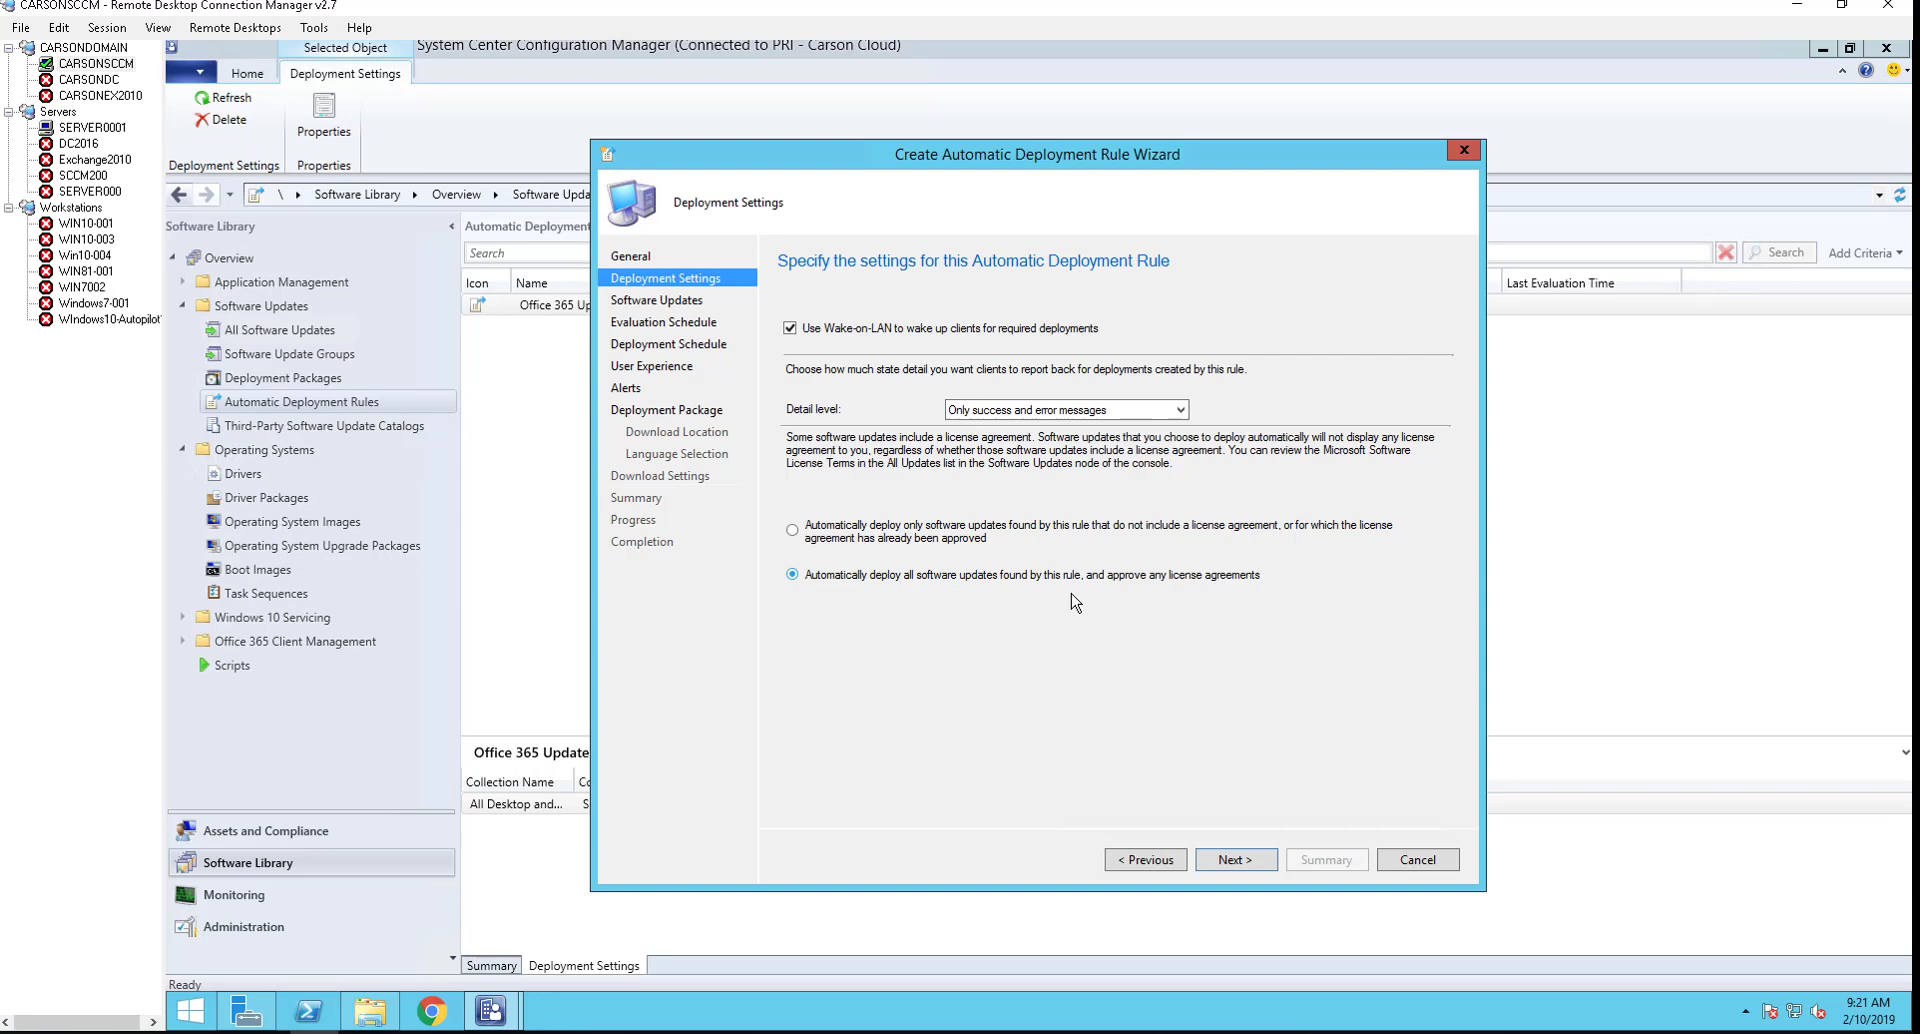 CARSONSCCM - Remote Desktop Connection Manager v2.7
File Edit Session View Remote Desktops Tools Help
CARSONDOMAIN
CARSONSCCM
CARSONDC
CARSONEX2010
Servers
SERVER0001
DC2016
Exchange2010
SCCM200
SERVER000
Workstations
WIN10-001
WIN10-003
Win10-004
WIN81-001
WIN7002
Windows7-001
WIndows10-Autopilot
Selected Object
System Center Configuration Manager (Connected to PRI - Carson Cloud)
Home Deployment Settings
Refresh
Delete
Properties
Deployment Settings Properties
\ Software Library Overview Software Upda
Software Library
Overview
Application Management
Software Updates
All Software Updates
Software Update Groups
Deployment Packages
Automatic Deployment Rules
Third-Party Software Update Catalogs
Operating Systems
Drivers
Driver Packages
Operating System Images
Operating System Upgrade Packages
Boot Images
Task Sequences
Windows 10 Servicing
Office 365 Client Management
Scripts
Assets and Compliance
Software Library
Monitoring
Administration
Automatic Deployment
Search
Search Add Criteria
Icon Name
Last Evaluation Time
Office 365 Up
Office 365 Update
Collection Name Co
All Desktop and... S
Summary Deployment Settings
Create Automatic Deployment Rule Wizard
Deployment Settings
General
Deployment Settings
Software Updates
Evaluation Schedule
Deployment Schedule
User Experience
Alerts
Deployment Package
Download Location
Language Selection
Download Settings
Summary
Progress
Completion
Specify the settings for this Automatic Deployment Rule
Use Wake-on-LAN to wake up clients for required deployments
Choose how much state detail you want clients to report back for deployments created by this rule.
Detail level: Only success and error messages
Some software updates include a license agreement. Software updates that you choose to deploy automatically will not display any license
agreement to you, regardless of whether those software updates include a license agreement. You can review the Microsoft Software
License Terms in the All Updates list in the Software Updates node of the console.
Automatically deploy only software updates found by this rule that do not include a license agreement, or for which the license
agreement has already been approved
Automatically deploy all software updates found by this rule, and approve any license agreements
< Previous Next > Summary Cancel
Ready
9:21 AM
2/10/2019